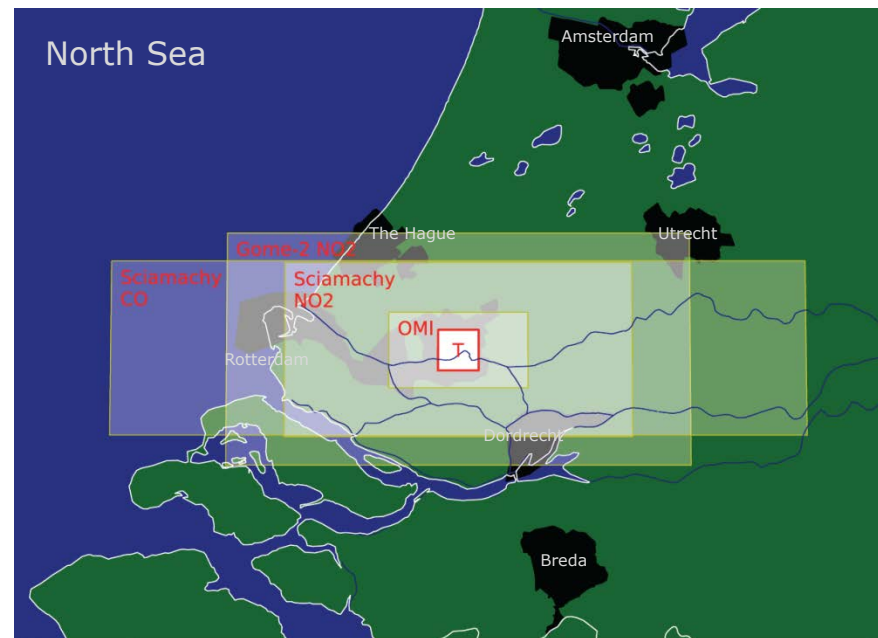 Amsterdam
North Sea
The Hague
Utrecht
Gome-2 NO2
Sciamachy
CO
Sciamachy
NO2
OMI
T
Rotterdam
Dordrecht
Breda